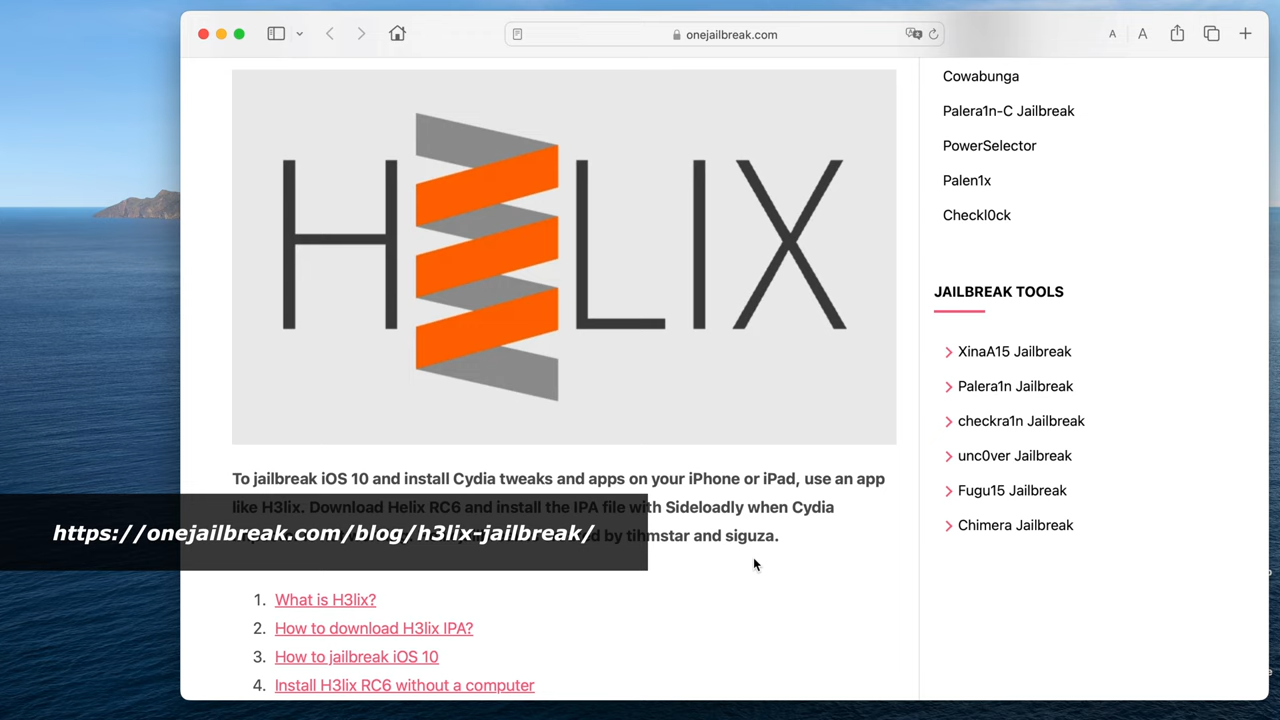 onejailbreak.com
A
A
HELIX
To jailbreak iOS 10 and install Cydia tweaks and apps on your iPhone or iPad, use an app
like H3lix. Download Helix RC6 and install the IPA file with Sideloadly when Cydia
by tihmstar and siguza.
https://onejailbreak.com/blog/h3lix-jailbreak/
1. What is H3lix?
2. How to download H3lix IPA?
3. How to jailbreak iOS 10
4. Install H3lix RC6 without a computer
Cowabunga
Palera1n-C Jailbreak
PowerSelector
Palen1x
Checkl0ck
JAILBREAK TOOLS
XinaA15 Jailbreak
Palera1n Jailbreak
checkra1n Jailbreak
unc0ver Jailbreak
Fugu15 Jailbreak
Chimera Jailbreak